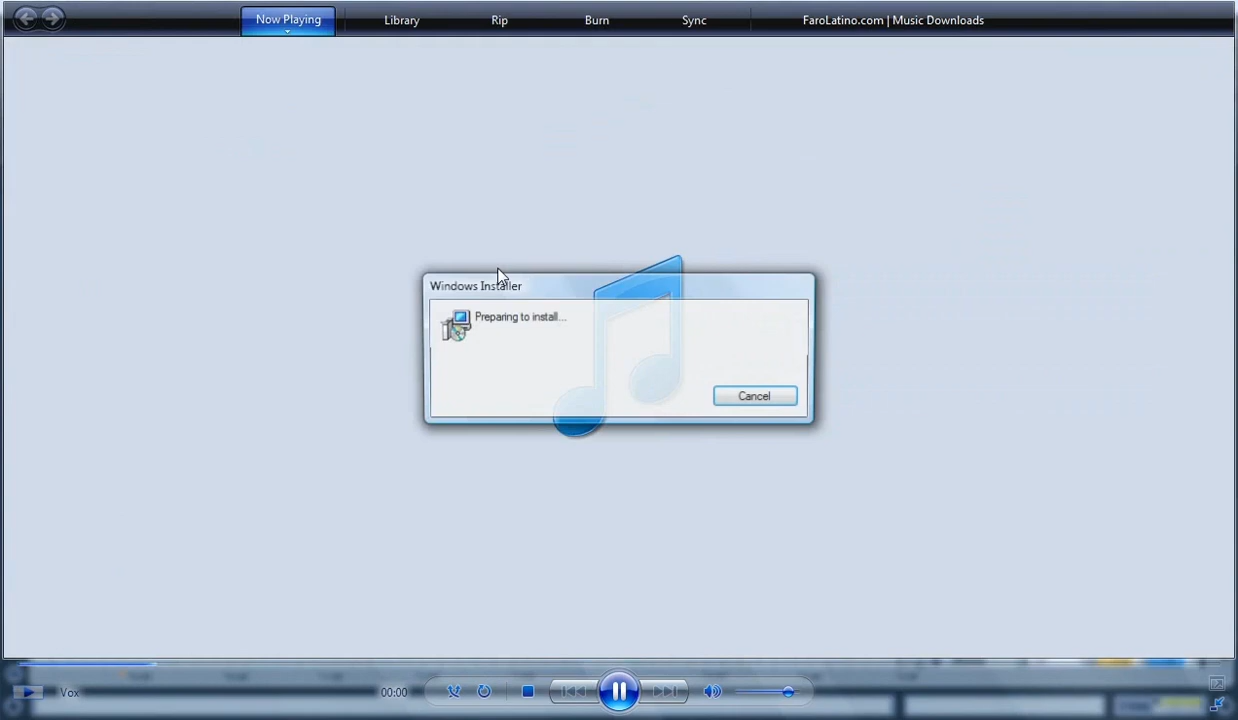 Now Playing
Library
Rip
Burn
Sync
FaroLatino.com | Music Downloads
Windows Installer
Preparing to install...
Cancel
Vox
00:00